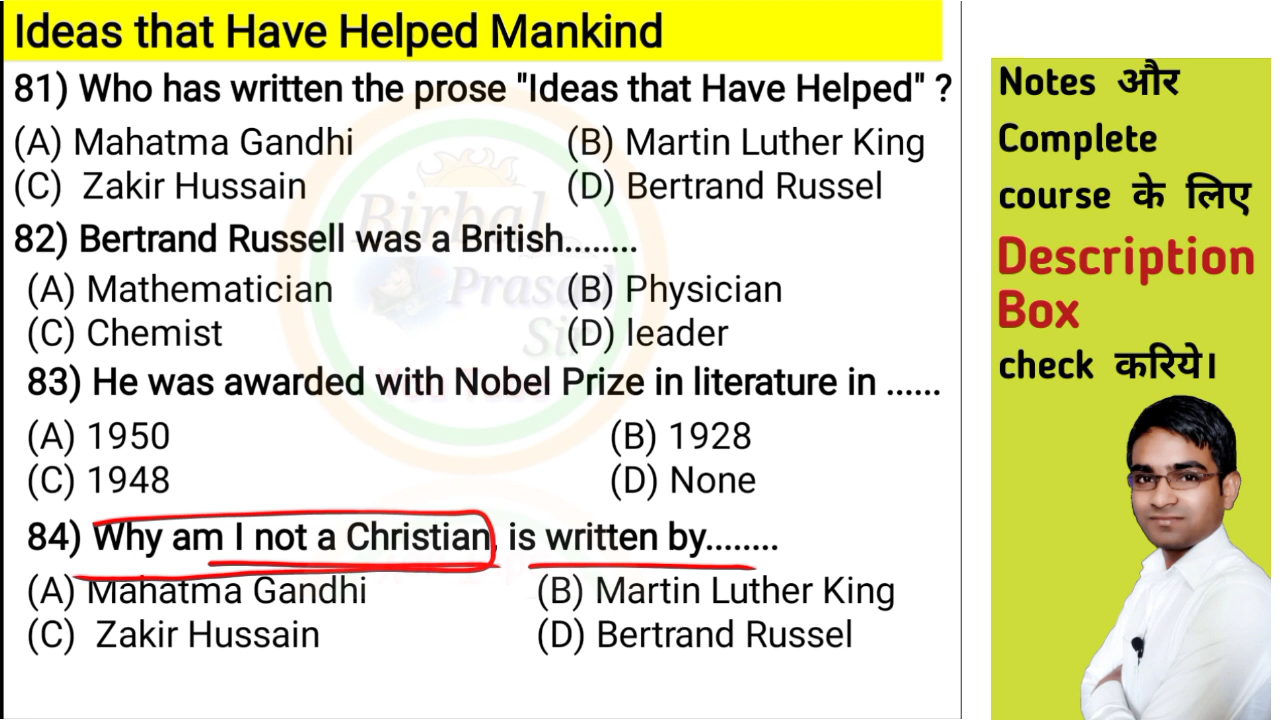 Ideas that Have Helped Mankind
81) Who has written the prose "Ideas that Have Helped" ?
(A) Mahatma Gandhi (B) Martin Luther King
(C) Zakir Hussain (D) Bertrand Russel
82) Bertrand Russell was a British........
(A) Mathematician (B) Physician
(C) Chemist (D) leader
83) He was awarded with Nobel Prize in literature in ......
(A) 1950 (B) 1928
(C) 1948 (D) None
84) Why am I not a Christian, is written by........
(A) Mahatma Gandhi (B) Martin Luther King
(C) Zakir Hussain (D) Bertrand Russel
Birbal
Prasad
Sir
Notes और
Complete
course के लिए
Description
Box
check करिये।